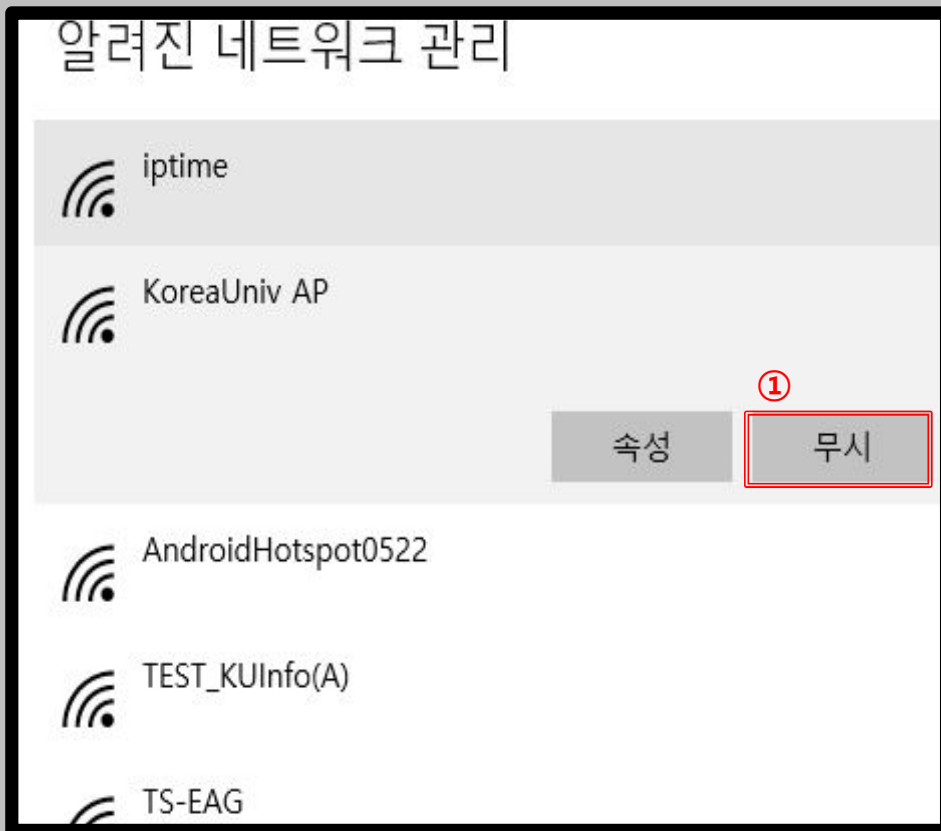 알려진 네트워크 관리
iptime
KoreaUniv AP
①
속성 무시
AndroidHotspot0522
TEST_KUInfo(A)
TS-EAG